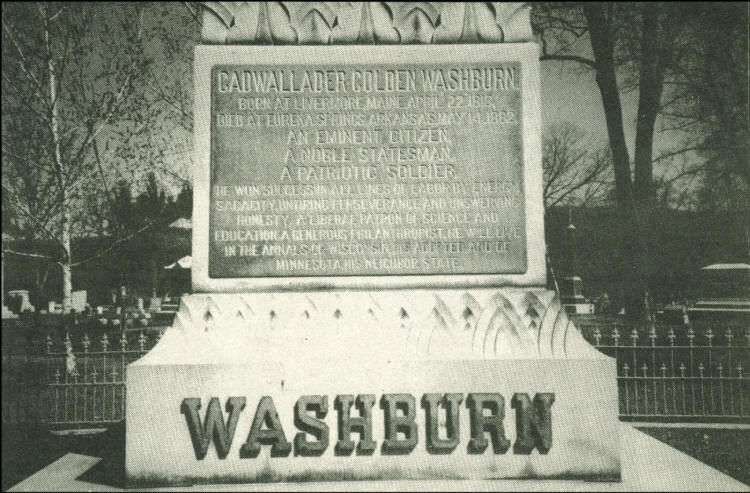 CADWALLADER COLDEN WASHBURN.
BORN AT LIVERMORE MAINE APRIL 22 1818,
DIED AT EUREKA SPRINGS ARKANSAS MAY 14 1882.
AN EMINENT CITIZEN.
A NOBLE STATESMAN.
A PATRIOTIC SOLDIER.
HE WON SUCCESS IN ALL LINES OF LABOR BY ENERGY,
SAGACITY, UNTIRING PERSEVERANCE AND UNSWERVING
HONESTY. A LIBERAL PATRON OF SCIENCE AND
EDUCATION, A GENEROUS PHILANTHROPIST, HE WILL LIVE
IN THE ANNALS OF WISCONSIN HIS ADOPTED AND OF
MINNESOTA HIS NEIGHBOR STATE.
WASHBURN